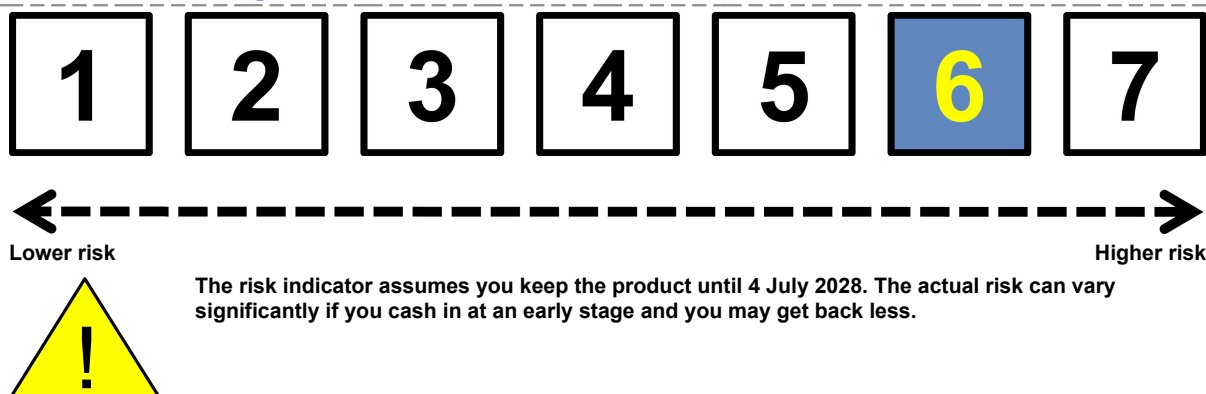 1 2 3 4 5 6 7
Lower risk Higher risk
The risk indicator assumes you keep the product until 4 July 2028. The actual risk can vary
significantly if you cash in at an early stage and you may get back less.
!